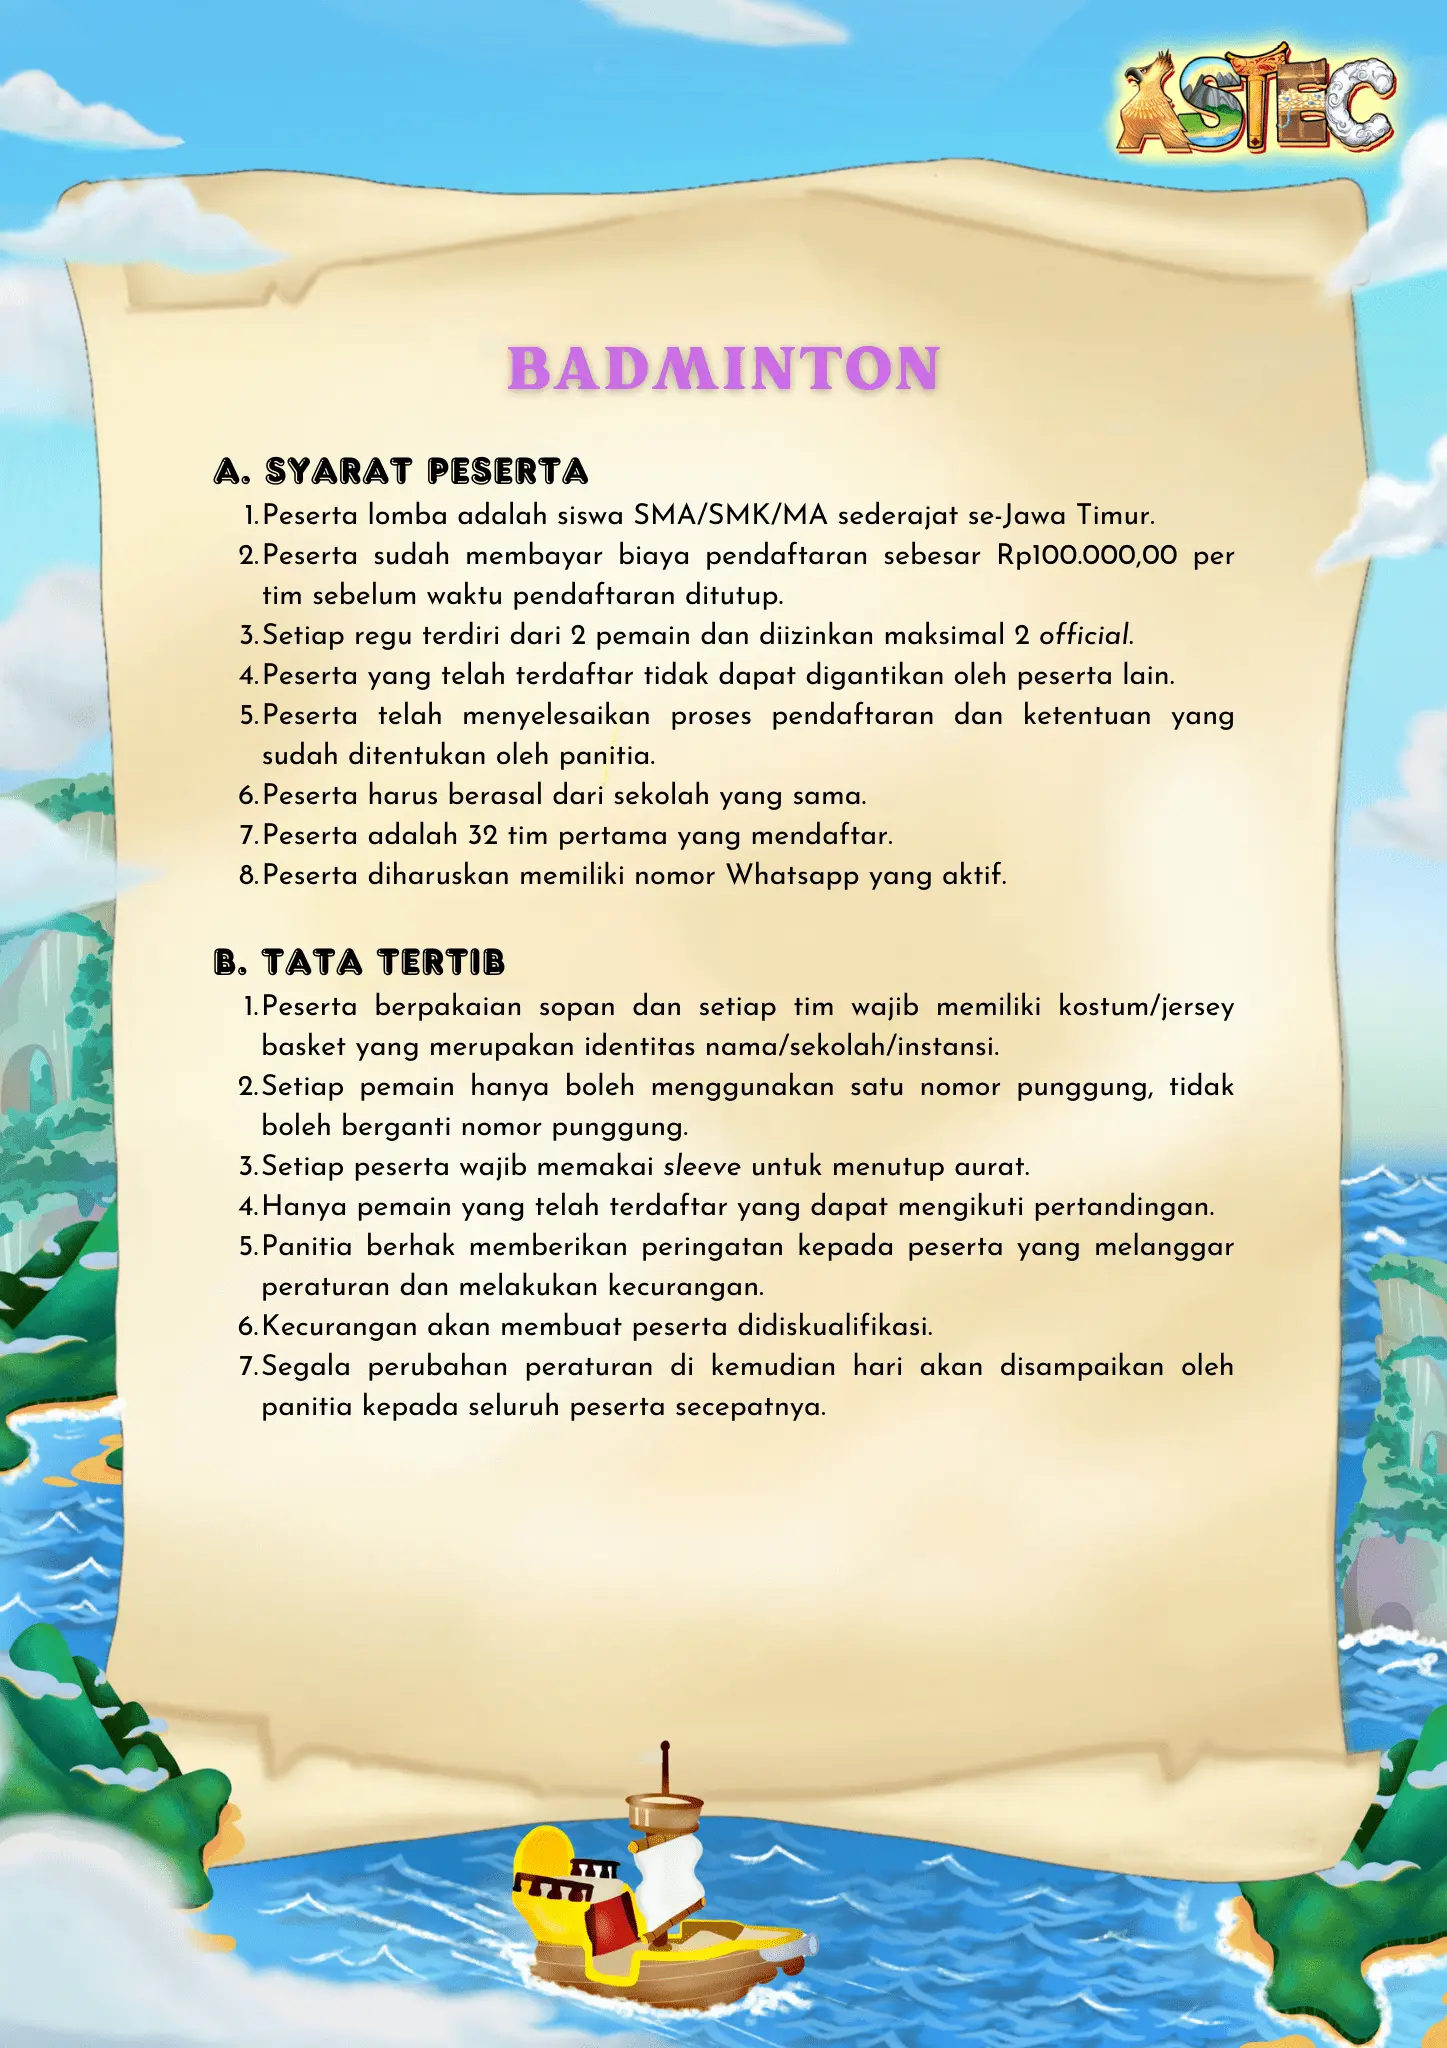 ASTEC
BADMINTON
A. SYARAT PESERTA
1. Peserta lomba adalah siswa SMA/SMK/MA sederajat se-Jawa Timur.
2. Peserta sudah membayar biaya pendaftaran sebesar Rp100.000,00 per
tim sebelum waktu pendaftaran ditutup.
3. Setiap regu terdiri dari 2 pemain dan diizinkan maksimal 2 official.
4. Peserta yang telah terdaftar tidak dapat digantikan oleh peserta lain.
5. Peserta telah menyelesaikan proses pendaftaran dan ketentuan yang
sudah ditentukan oleh panitia.
6. Peserta harus berasal dari sekolah yang sama.
7. Peserta adalah 32 tim pertama yang mendaftar.
8. Peserta diharuskan memiliki nomor Whatsapp yang aktif.
B. TATA TERTIB
1. Peserta berpakaian sopan dan setiap tim wajib memiliki kostum/jersey
basket yang merupakan identitas nama/sekolah/instansi.
2. Setiap pemain hanya boleh menggunakan satu nomor punggung, tidak
boleh berganti nomor punggung.
3. Setiap peserta wajib memakai sleeve untuk menutup aurat.
4. Hanya pemain yang telah terdaftar yang dapat mengikuti pertandingan.
5. Panitia berhak memberikan peringatan kepada peserta yang melanggar
peraturan dan melakukan kecurangan.
6. Kecurangan akan membuat peserta didiskualifikasi.
7. Segala perubahan peraturan di kemudian hari akan disampaikan oleh
panitia kepada seluruh peserta secepatnya.